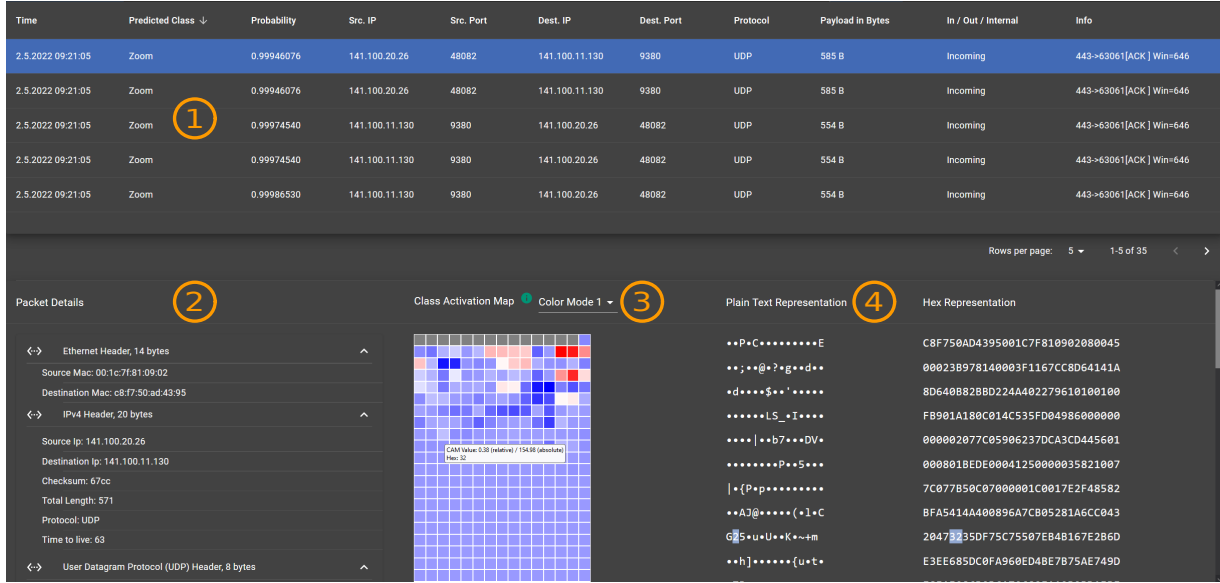 Time Predicted Class ↓ Probability Src. IP Src. Port Dest. IP Dest. Port Protocol Payload in Bytes In / Out / Internal Info
2.5.2022 09:21:05 Zoom 0.99946076 141.100.20.26 48082 141.100.11.130 9380 UDP 585 B Incoming 443->63061[ACK ] Win=646
2.5.2022 09:21:05 Zoom 0.99946076 141.100.20.26 48082 141.100.11.130 9380 UDP 585 B Incoming 443->63061[ACK ] Win=646
1
2.5.2022 09:21:05 Zoom 0.99974540 141.100.11.130 9380 141.100.20.26 48082 UDP 554 B Incoming 443->63061[ACK ] Win=646
2.5.2022 09:21:05 Zoom 0.99974540 141.100.11.130 9380 141.100.20.26 48082 UDP 554 B Incoming 443->63061[ACK ] Win=646
2.5.2022 09:21:05 Zoom 0.99986530 141.100.11.130 9380 141.100.20.26 48082 UDP 554 B Incoming 443->63061[ACK ] Win=646
Rows per page: 5 1-5 of 35
Packet Details 2
Ethernet Header, 14 bytes
Source Mac: 00:1c:7f:81:09:02
Destination Mac: c8:f7:50:ad:43:95
IPv4 Header, 20 bytes
Source Ip: 141.100.20.26
Destination Ip: 141.100.11.130
Checksum: 67cc
Total Length: 571
Protocol: UDP
Time to live: 63
User Datagram Protocol (UDP) Header, 8 bytes
Class Activation Map Color Mode 1 3
CAM Value: 0.38 (relative) / 154.98 (absolute)
Hex: 32
Plain Text Representation 4
••P•C•••••••••E
••;••@•?•g••d••
•d••••$••`•••••
••••••LS_•I••••
••••|••b7•••DV•
••••••••P••5•••
|•{P•p•••••••••
••AJ@•••••(•l•C
G25•u•U••K•~+m
••h]••••••{u•t•
Hex Representation
C8F750AD4395001C7F810902080045
00023B978140003F1167CC8D64141A
8D640B82BBD224A402279610100100
FB901A180C014C535FD04986000000
000002077C05906237DCA3CD445601
000801BEDE00041250000035821007
7C077B50C07000001C0017E2F48582
BFA5414A400896A7CB05281A6CC043
20473235DF75C75507EB4B167E2B6D
E3EE685DC0FA960ED4BE7B75AE749D